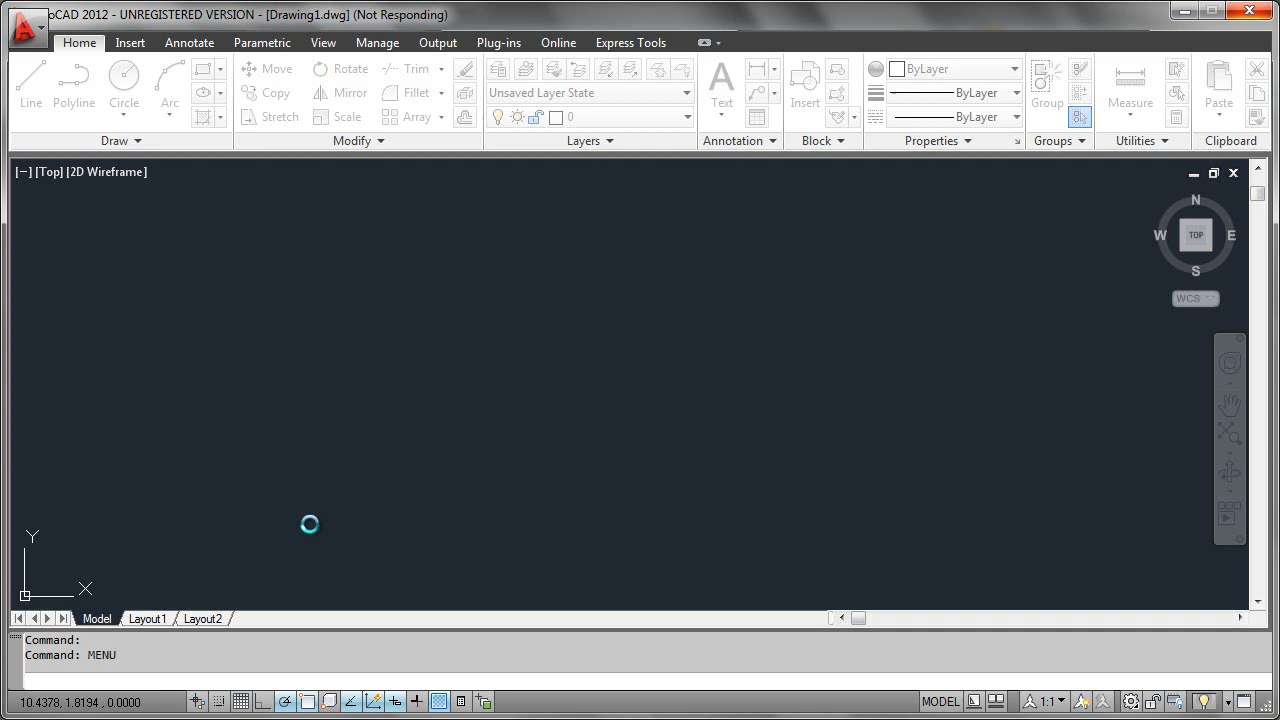 oCAD 2012 - UNREGISTERED VERSION - [Drawing1.dwg] (Not Responding)
Home Insert Annotate Parametric View Manage Output Plug-ins Online Express Tools
Line Polyline Circle Arc
Move Rotate Trim
Copy Mirror Fillet
Stretch Scale Array
Unsaved Layer State
0
Text
Insert
ByLayer
ByLayer
ByLayer
Group
Measure
Paste
Draw Modify Layers Annotation Block Properties Groups Utilities Clipboard
[−] [Top] [2D Wireframe]
N
W TOP E
S
WCS
Y
X
Model Layout1 Layout2
Command:
Command: MENU
10.4378, 1.8194 , 0.0000 MODEL 1:1